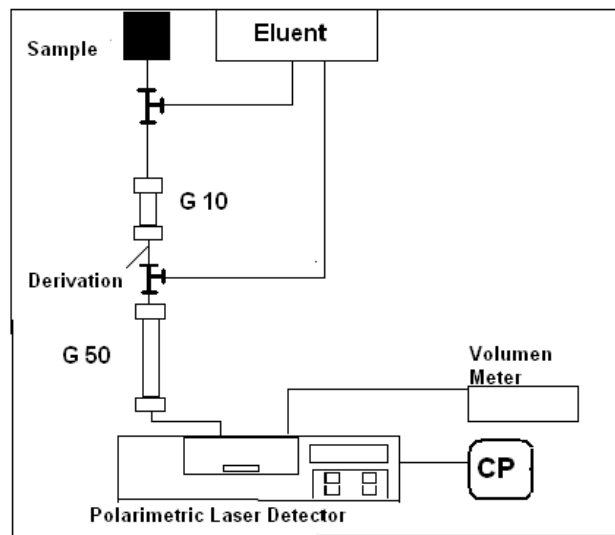 Eluent
Sample
G 10
Derivation
G 50
Volumen
Meter
CP
Polarimetric Laser Detector